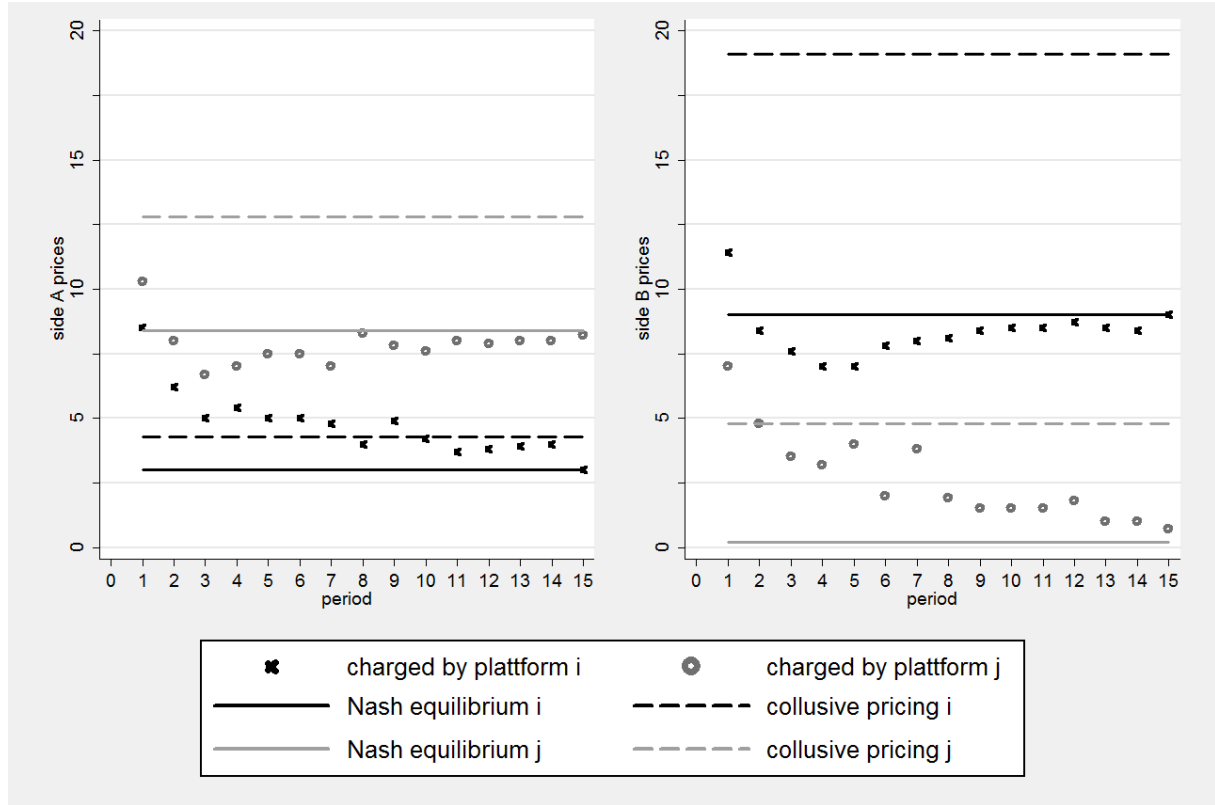 side A prices
20
15
10
5
0
0 1 2 3 4 5 6 7 8 9 10 11 12 13 14 15
period
side B prices
20
15
10
5
0
0 1 2 3 4 5 6 7 8 9 10 11 12 13 14 15
period
charged by plattform i
charged by plattform j
Nash equilibrium i
collusive pricing i
Nash equilibrium j
collusive pricing j